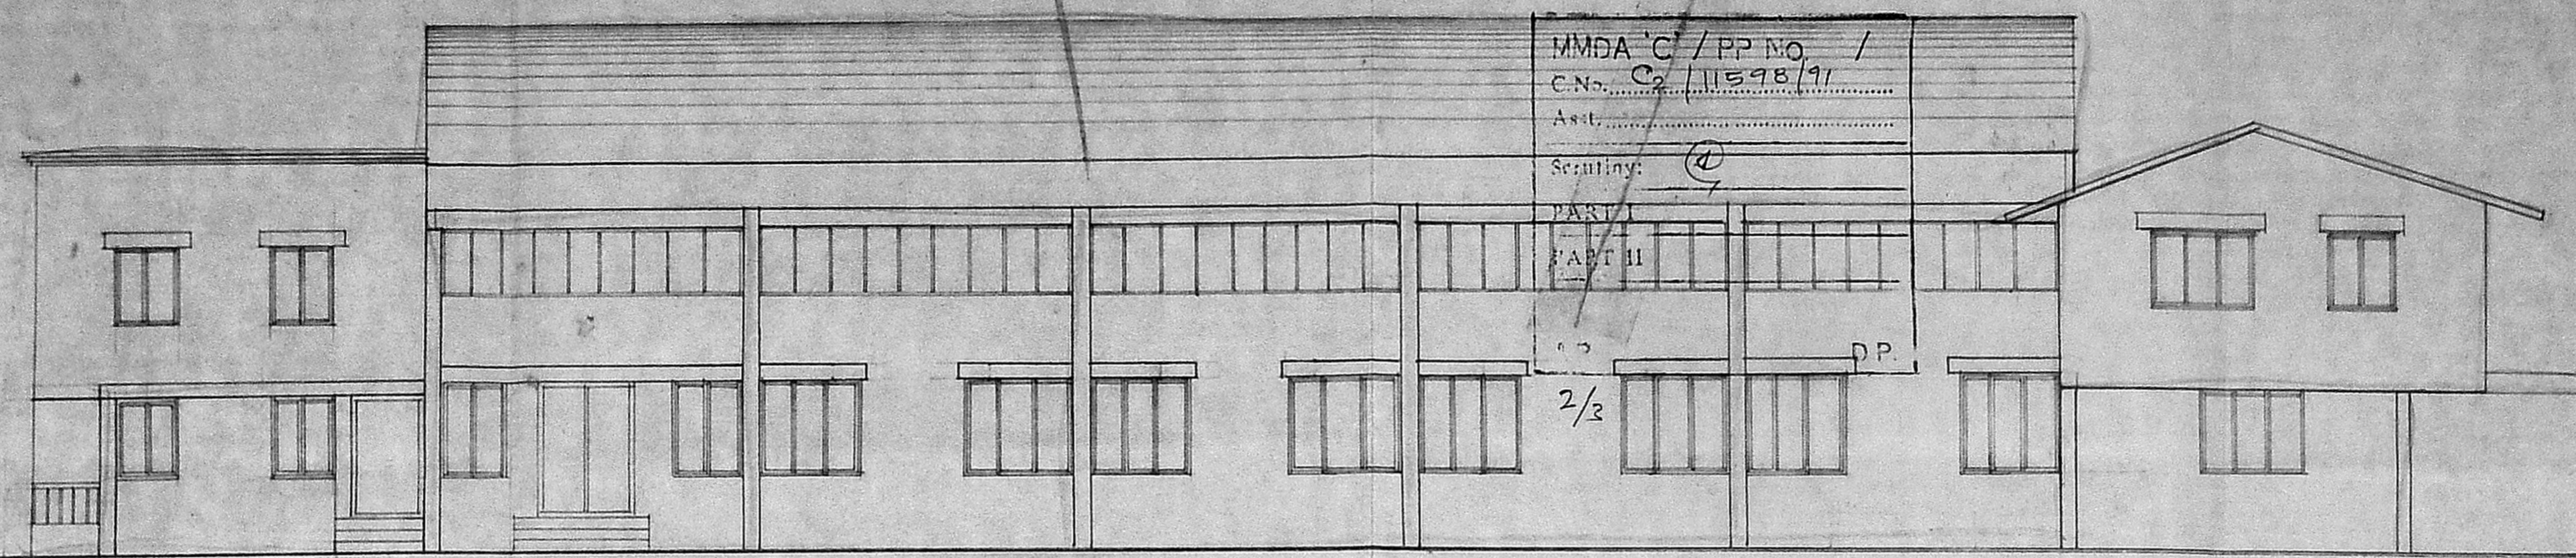 MMDA 'C' / PP NO. /
C.No. C2 / 11598/91
Asst.
Scrutiny:
PART I
PART II
D.P.
2/3